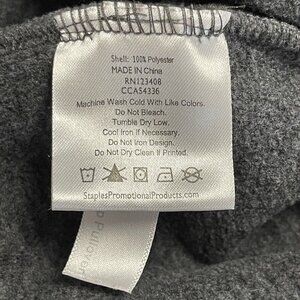 Shell: 100% Polyester
MADE IN CHINA
RN123408
CCA54336
Machine Wash Cold With Like Colors.
Do Not Bleach.
Tumble Dry Low.
Cool Iron if Necessary.
Do Not Iron Design.
Do Not Dry Clean If Printed.
StaplesPromotionalProducts.com
p Pullover